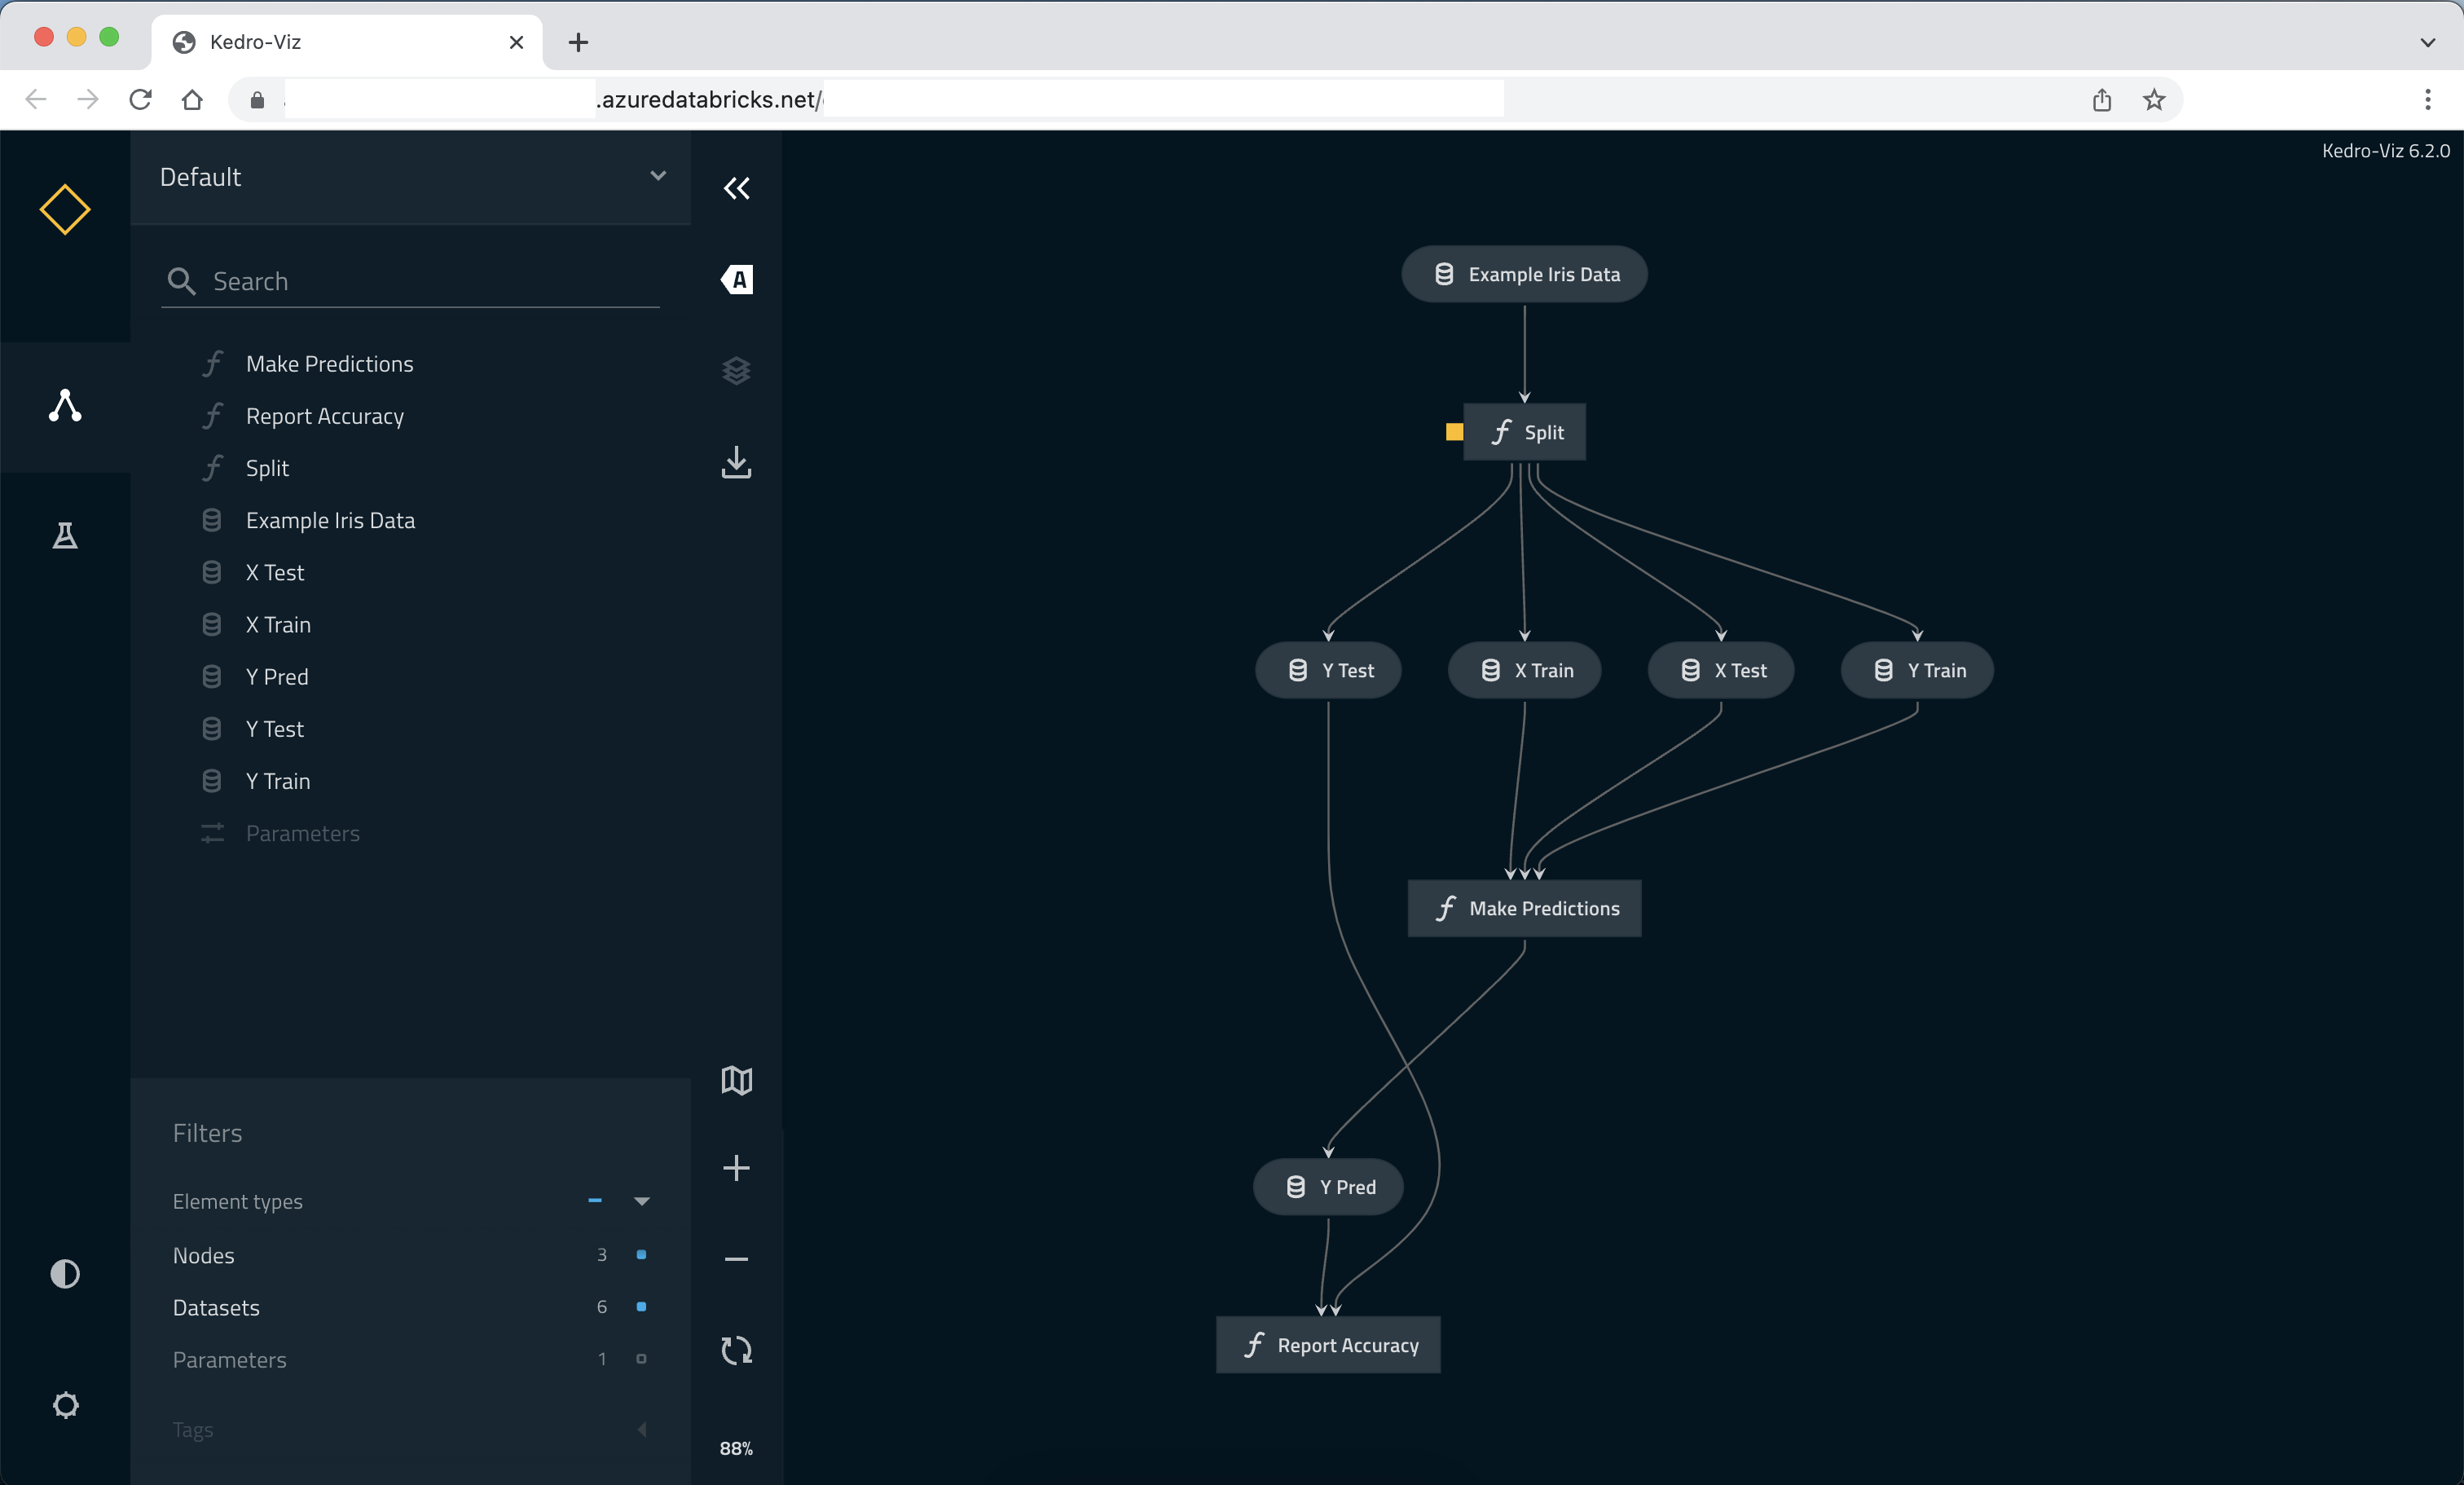 Kedro-Viz
.azuredatabricks.net/
Kedro-Viz 6.2.0
Default
Search
Make Predictions
Report Accuracy
Split
Example Iris Data
X Test
X Train
Y Pred
Y Test
Y Train
Parameters
Filters
Element types
Nodes 3
Datasets 6
Parameters 1
Tags
A
88%
Example Iris Data
Split
Y Test
X Train
X Test
Y Train
Make Predictions
Y Pred
Report Accuracy